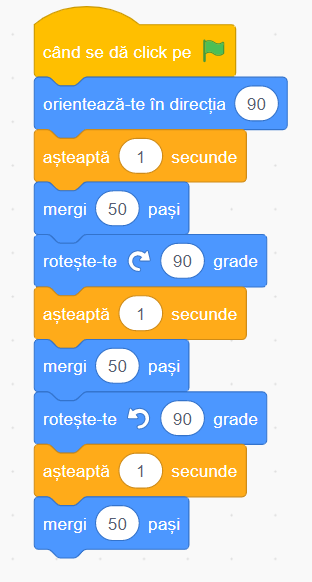 când se dă click pe
orientează-te în direcția 90
așteaptă 1 secunde
mergi 50 pași
rotește-te 90 grade
așteaptă 1 secunde
mergi 50 pași
rotește-te 90 grade
așteaptă 1 secunde
mergi 50 pași